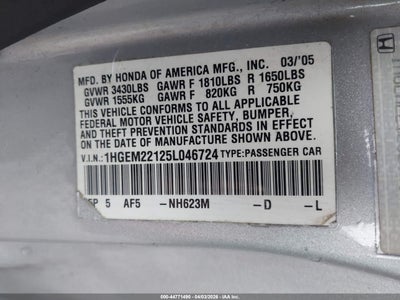 MFD. BY HONDA OF AMERICA MFG., INC. 03/'05
GVWR 3430LBS GAWR F 1810LBS R 1650LBS
GVWR 1555KG GAWR F 820KG R 750KG
THIS VEHICLE CONFORMS TO ALL APPLICABLE
FEDERAL MOTOR VEHICLE SAFETY, BUMPER,
AND THEFT PREVENTION STANDARDS IN EFFECT
ON THE DATE OF MANUFACTURE SHOWN ABOVE.
V.I.N: 1HGEM22125L046724 TYPE: PASSENGER CAR
SP 5 AF5 -NH623M -D -L
500-44771490 - 04/03/2026 - IAA Inc.